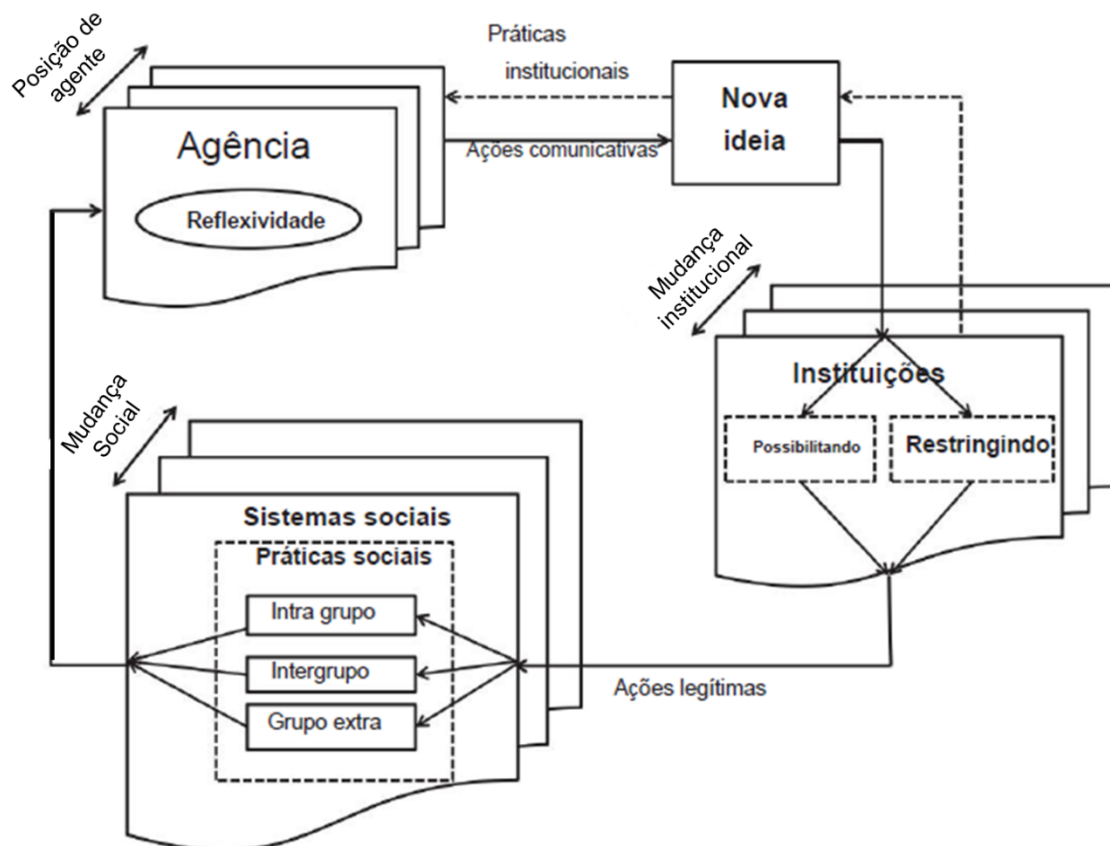 Posição de
agente
Agência
Reflexividade
Práticas
institucionais
Ações comunicativas
Nova
ideia
Mudança
institucional
Instituições
Possibilitando
Restringindo
Mudança
Social
Sistemas sociais
Práticas sociais
Intra grupo
Intergrupo
Grupo extra
Ações legítimas